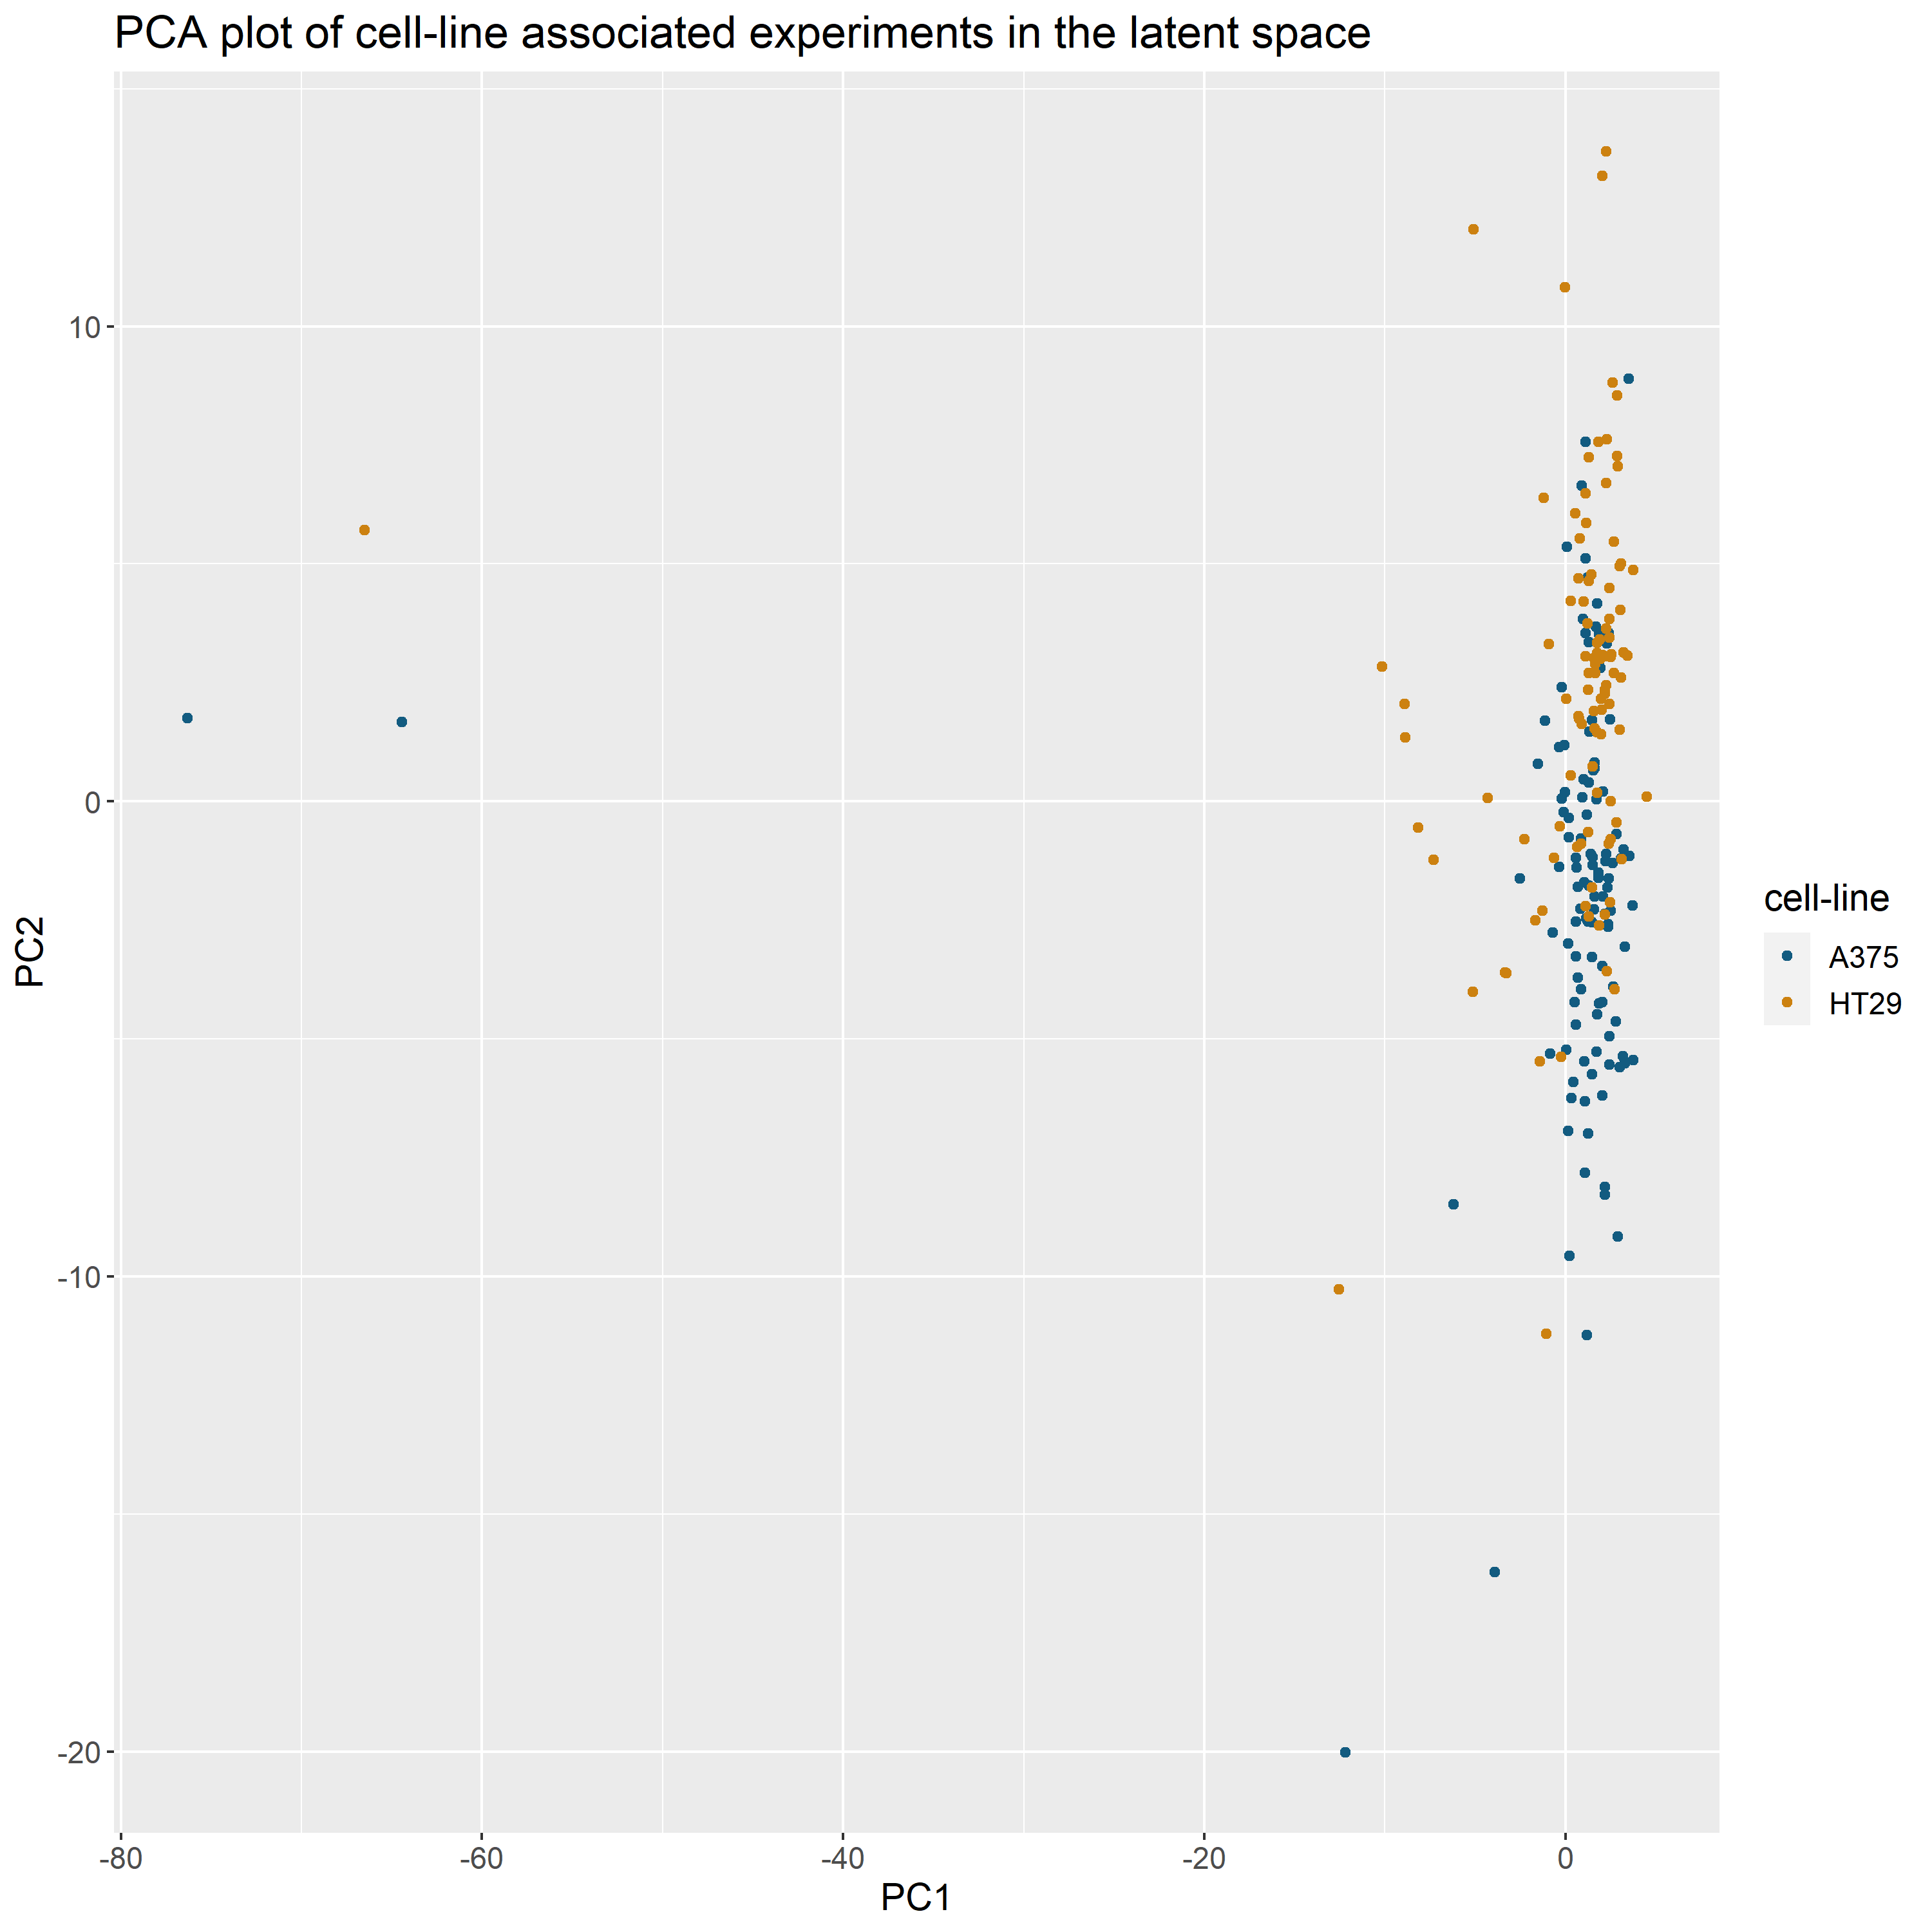 PCA plot of cell-line associated experiments in the latent space
10
0
-10
-20
PC2
-80
-60
-40
-20
0
PC1
cell-line
A375
HT29